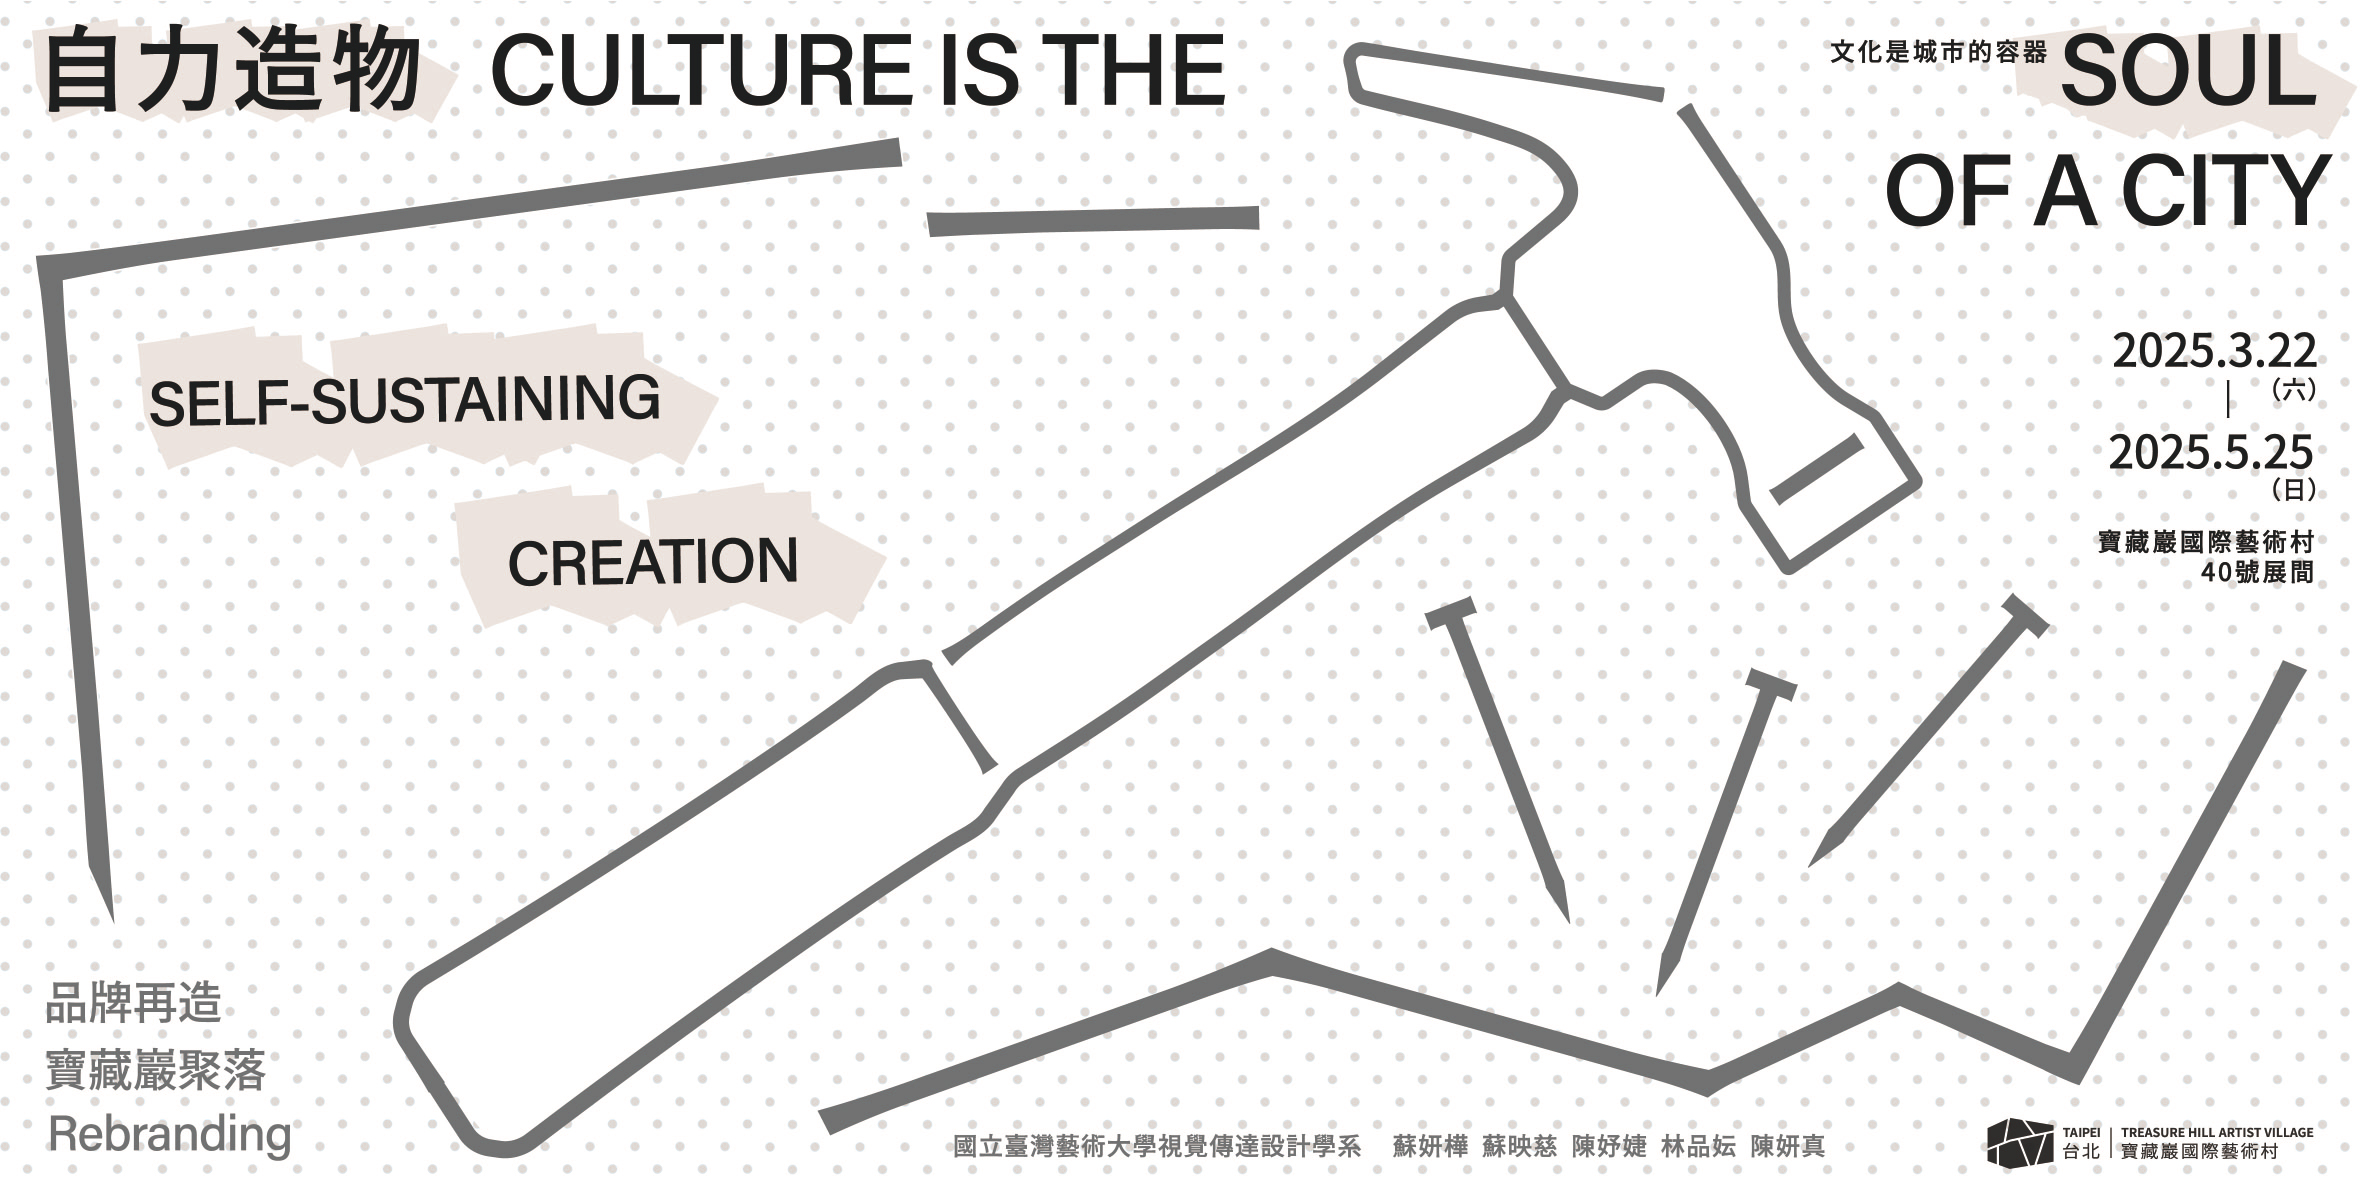 自力造物 CULTURE IS THE
文化是城市的容器 SOUL
OF A CITY
2025.3.22
(六)
|
2025.5.25
(日)
寶藏巖國際藝術村
40號展間
SELF-SUSTAINING
CREATION
品牌再造
寶藏巖聚落
Rebranding
國立臺灣藝術大學視覺傳達設計學系 蘇妍樺 蘇映慈 陳妤婕 林品妘 陳妍真
TAIPEI | TREASURE HILL ARTIST VILLAGE
台北 | 寶藏巖國際藝術村